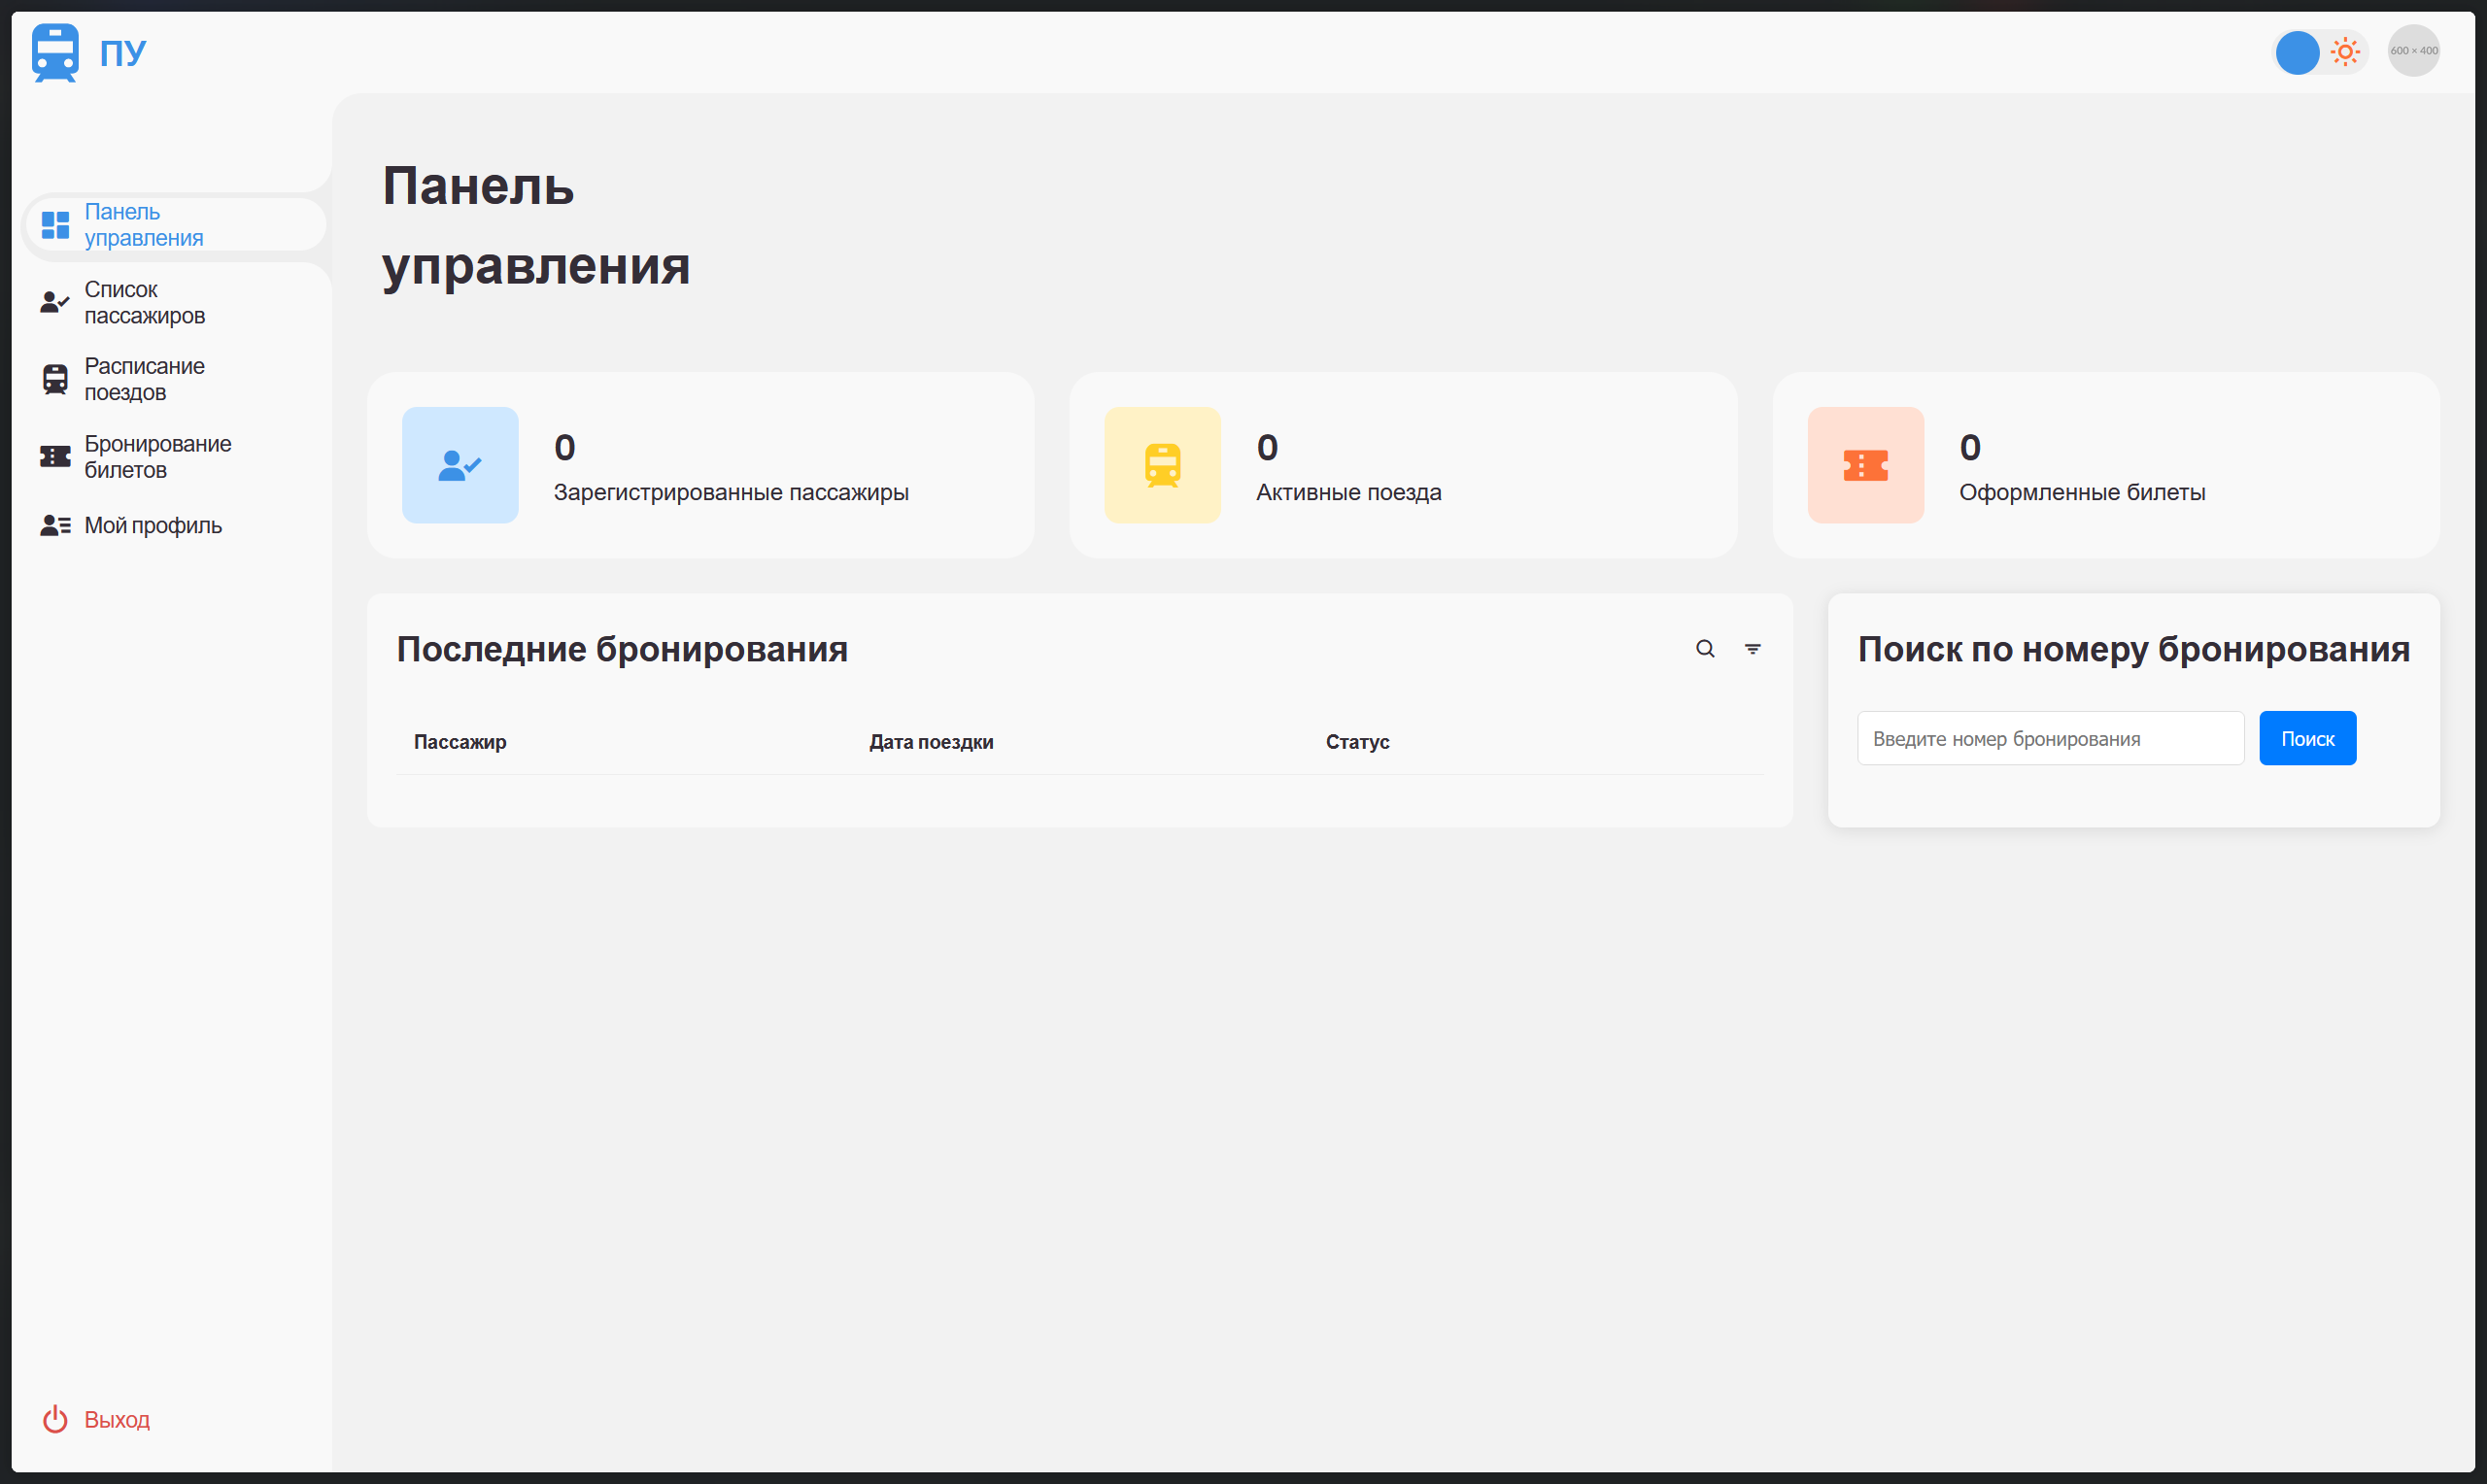 ПУ
600 × 400
Панель
управления
Список
пассажиров
Расписание
поездов
Бронирование
билетов
Мой профиль
Выход
Панель
управления
0
Зарегистрированные пассажиры
0
Активные поезда
0
Оформленные билеты
Последние бронирования
Пассажир Дата поездки Статус
Поиск по номеру бронирования
Введите номер бронирования Поиск